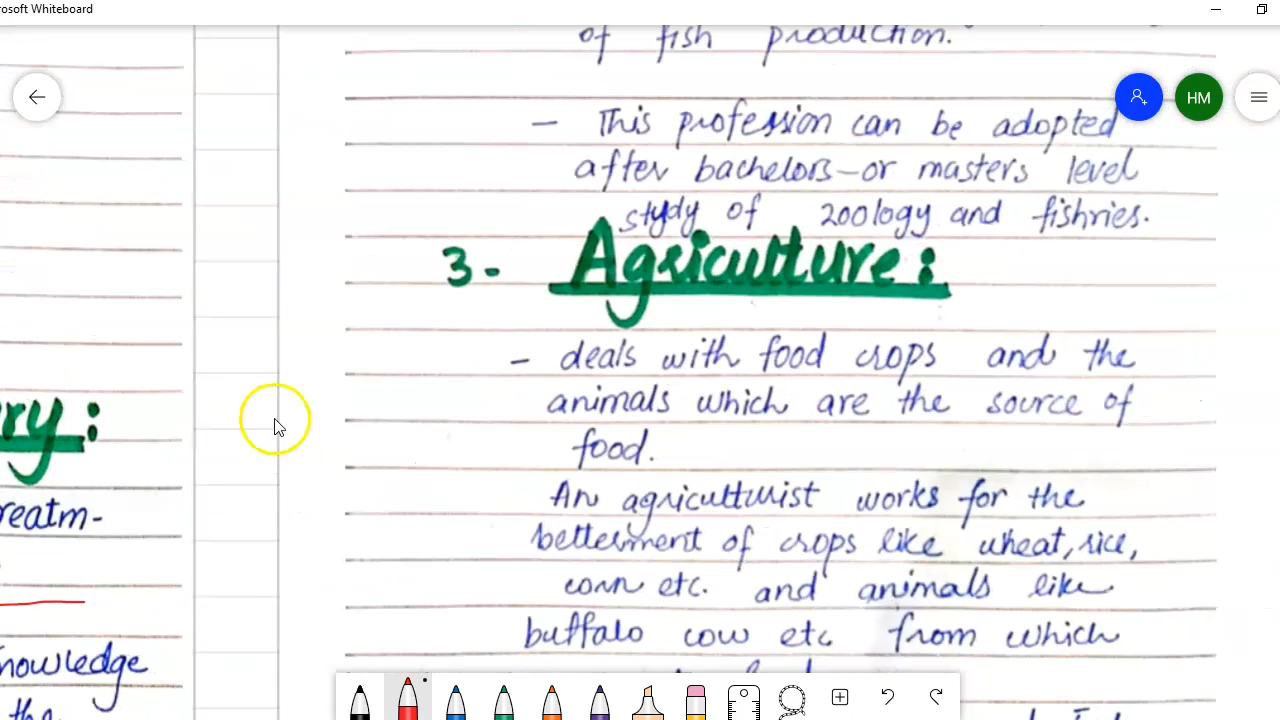 rosoft Whiteboard
of fish production.
HM
– This profession can be adopted
after bachelors-or masters level
stydy of zoology and fishries.
3- Agriculture:
– deals with food crops and the
animals which are the source of
food.
An agriculturist works for the
betterment of crops like wheat, rice,
corn etc. and animals like
buffalo cow etc from which
ry:
reatm-
nowledge
the